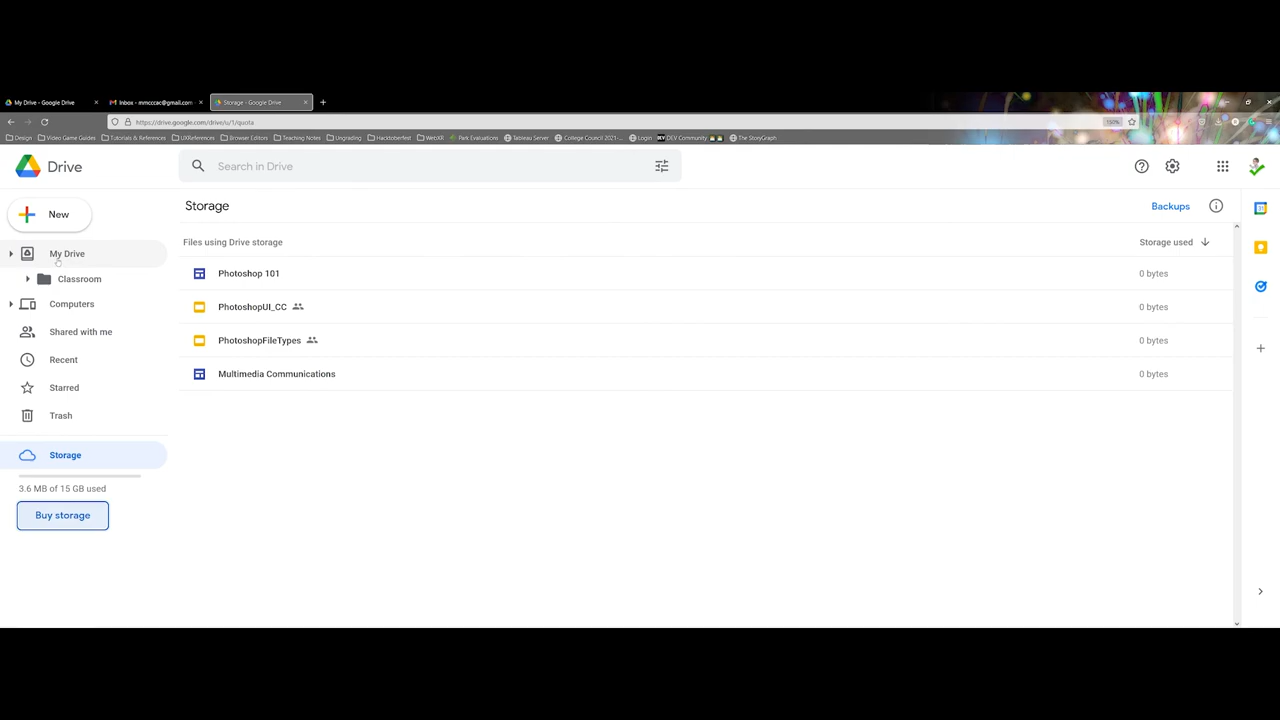 My Drive - Google Drive
Inbox - mmcccac@gmail.com
Storage - Google Drive
https://drive.google.com/drive/u/1/quota
150%
Design
Video Game Guides
Tutorials & References
UXReferences
Browser Editors
Teaching Notes
Ungrading
Hacktoberfest
WebXR
Park Evaluations
Tableau Server
College Council 2021-...
Login
DEV Community
The StoryGraph
Drive
Search in Drive
New
Storage
Backups
My Drive
Files using Drive storage
Storage used
Classroom
Photoshop 101
0 bytes
Computers
PhotoshopUI_CC
0 bytes
Shared with me
PhotoshopFileTypes
0 bytes
Recent
Multimedia Communications
0 bytes
Starred
Trash
Storage
3.6 MB of 15 GB used
Buy storage